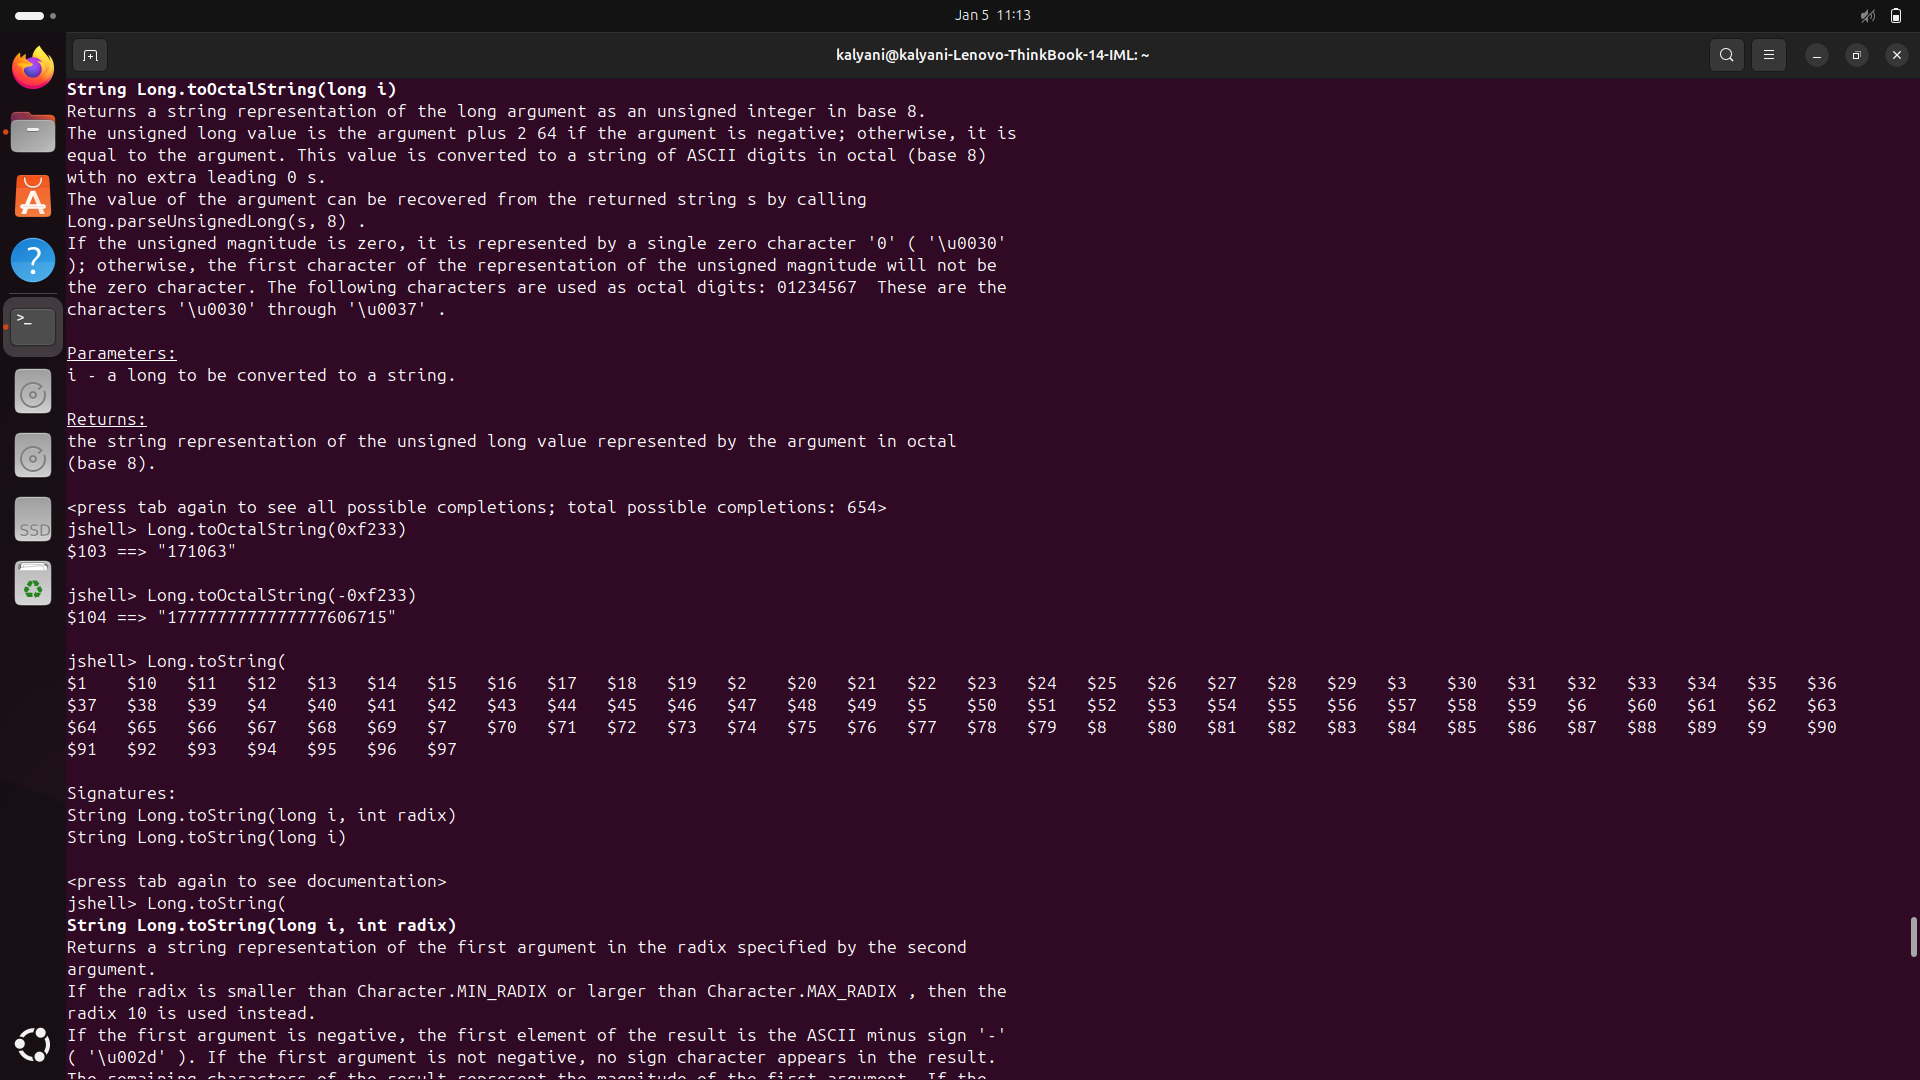 Jan 5 11:13
kalyani@kalyani-Lenovo-ThinkBook-14-IML: ~
String Long.toOctalString(long i)
Returns a string representation of the long argument as an unsigned integer in base 8.
The unsigned long value is the argument plus 2 64 if the argument is negative; otherwise, it is
equal to the argument. This value is converted to a string of ASCII digits in octal (base 8)
with no extra leading 0 s.
The value of the argument can be recovered from the returned string s by calling
Long.parseUnsignedLong(s, 8) .
If the unsigned magnitude is zero, it is represented by a single zero character '0' ( '\u0030'
); otherwise, the first character of the representation of the unsigned magnitude will not be
the zero character. The following characters are used as octal digits: 01234567  These are the
characters '\u0030' through '\u0037' .
Parameters:
i - a long to be converted to a string.
Returns:
the string representation of the unsigned long value represented by the argument in octal
(base 8).
<press tab again to see all possible completions; total possible completions: 654>
jshell> Long.toOctalString(0xf233)
$103 ==> "171063"
jshell> Long.toOctalString(-0xf233)
$104 ==> "1777777777777777606715"
jshell> Long.toString(
$1 $10 $11 $12 $13 $14 $15 $16 $17 $18 $19 $2 $20 $21 $22 $23 $24 $25 $26 $27 $28 $29 $3 $30 $31 $32 $33 $34 $35 $36
$37 $38 $39 $4 $40 $41 $42 $43 $44 $45 $46 $47 $48 $49 $5 $50 $51 $52 $53 $54 $55 $56 $57 $58 $59 $6 $60 $61 $62 $63
$64 $65 $66 $67 $68 $69 $7 $70 $71 $72 $73 $74 $75 $76 $77 $78 $79 $8 $80 $81 $82 $83 $84 $85 $86 $87 $88 $89 $9 $90
$91 $92 $93 $94 $95 $96 $97
Signatures:
String Long.toString(long i, int radix)
String Long.toString(long i)
<press tab again to see documentation>
jshell> Long.toString(
String Long.toString(long i, int radix)
Returns a string representation of the first argument in the radix specified by the second
argument.
If the radix is smaller than Character.MIN_RADIX or larger than Character.MAX_RADIX , then the
radix 10 is used instead.
If the first argument is negative, the first element of the result is the ASCII minus sign '-'
( '\u002d' ). If the first argument is not negative, no sign character appears in the result.
The remaining characters of the result represent the magnitude of the first argument. If the
SSD